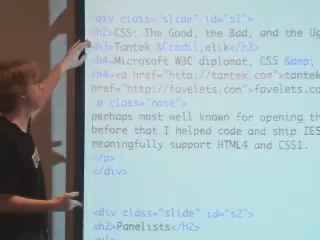 div class="slide" id="s1">
h2>CSS: The Good, the Bad, and the Ug
h3>Tantek &Ccedil;elik</h3>
h4>Microsoft W3C diplomat, CSS &amp;
<h4><a href="http://tantek.com">tantek
href="http://favelets.com">favelets.com
p class="note">
perhaps most well known for opening th
before that I helped code and ship IE5
meaningfully support HTML4 and CSS1.
</p>
</div>
<div class="slide" id="s2">
<h2>Panelists</h2>